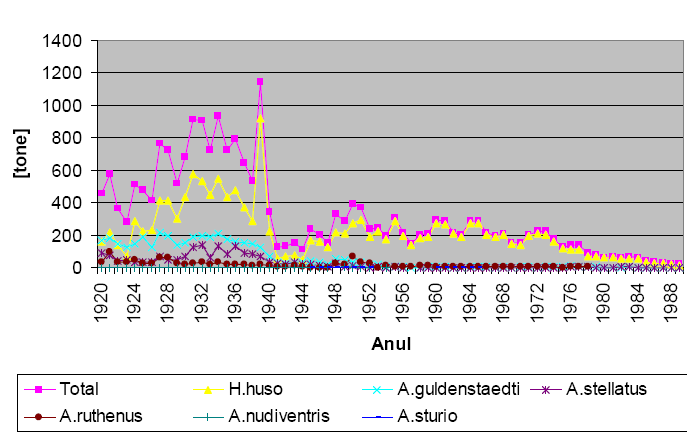 1400
1200
1000
800
600
400
200
0
[tone]
1920 1924 1928 1932 1936 1940 1944 1948 1952 1956 1960 1964 1968 1972 1976 1980 1984 1988
Anul
Total H.huso A.guldenstaedti A.stellatus
A.ruthenus A.nudiventris A.sturio